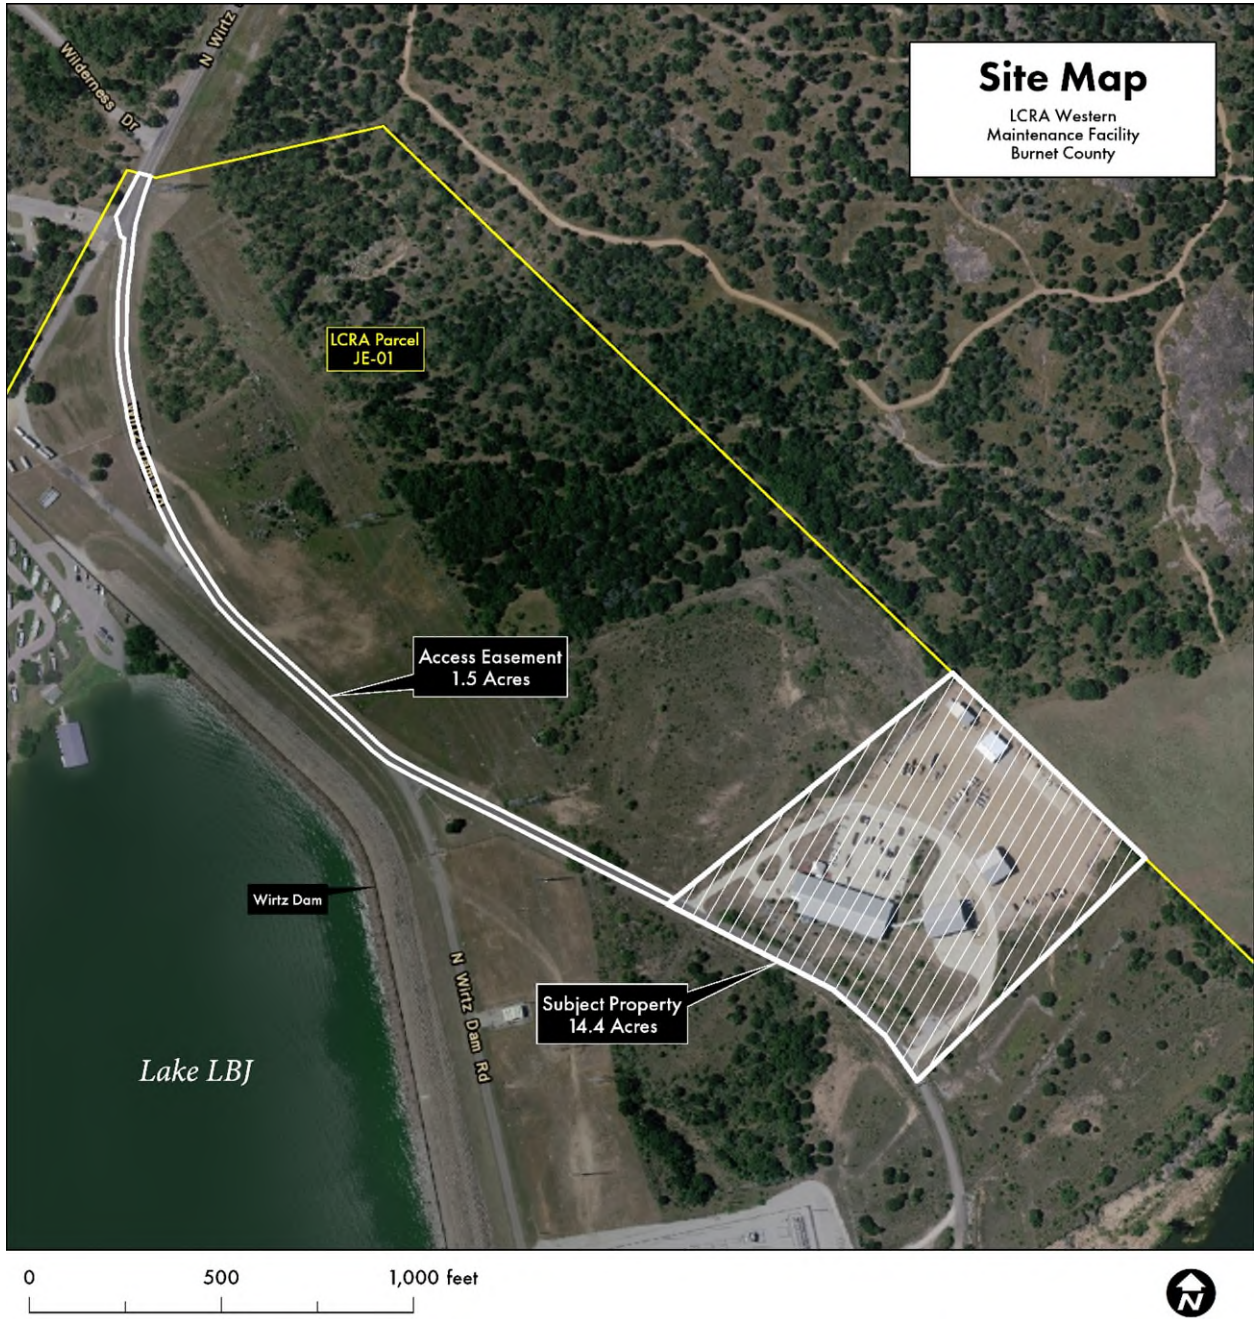 Site Map
LCRA Western
Maintenance Facility
Burnet County
Wilderness Dr
N Wirtz
LCRA Parcel
JE-01
Access Easement
1.5 Acres
Wirtz Dam
Subject Property
14.4 Acres
N Wirtz Dam Rd
Lake LBJ
0 500 1,000 feet
N